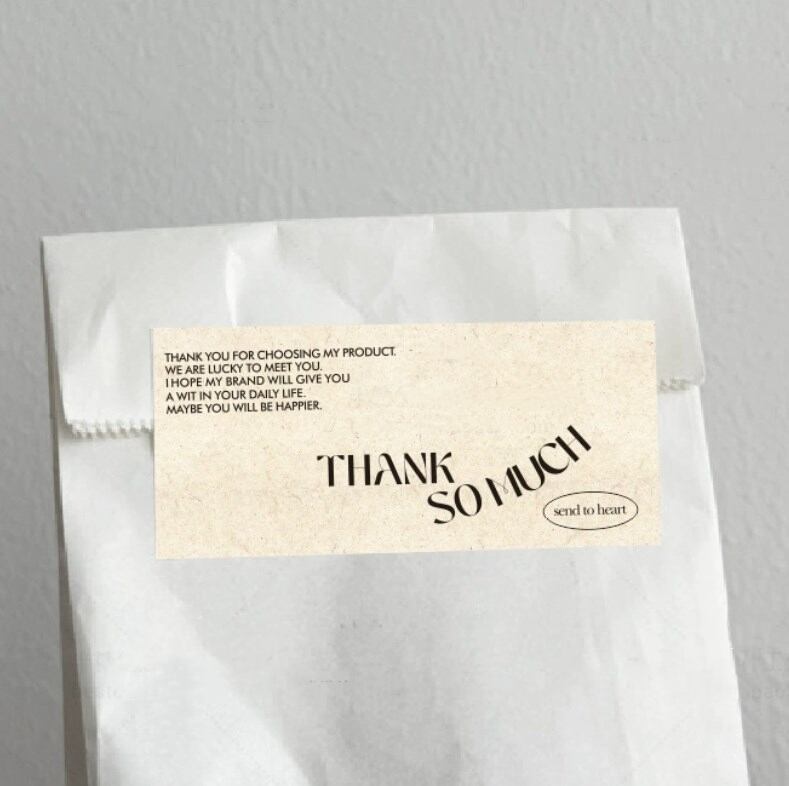 THANK YOU FOR CHOOSING MY PRODUCT.
WE ARE LUCKY TO MEET YOU.
I HOPE MY BRAND WILL GIVE YOU
A WIT IN YOUR DAILY LIFE.
MAYBE YOU WILL BE HAPPIER.
THANK
SO MUCH
send to heart